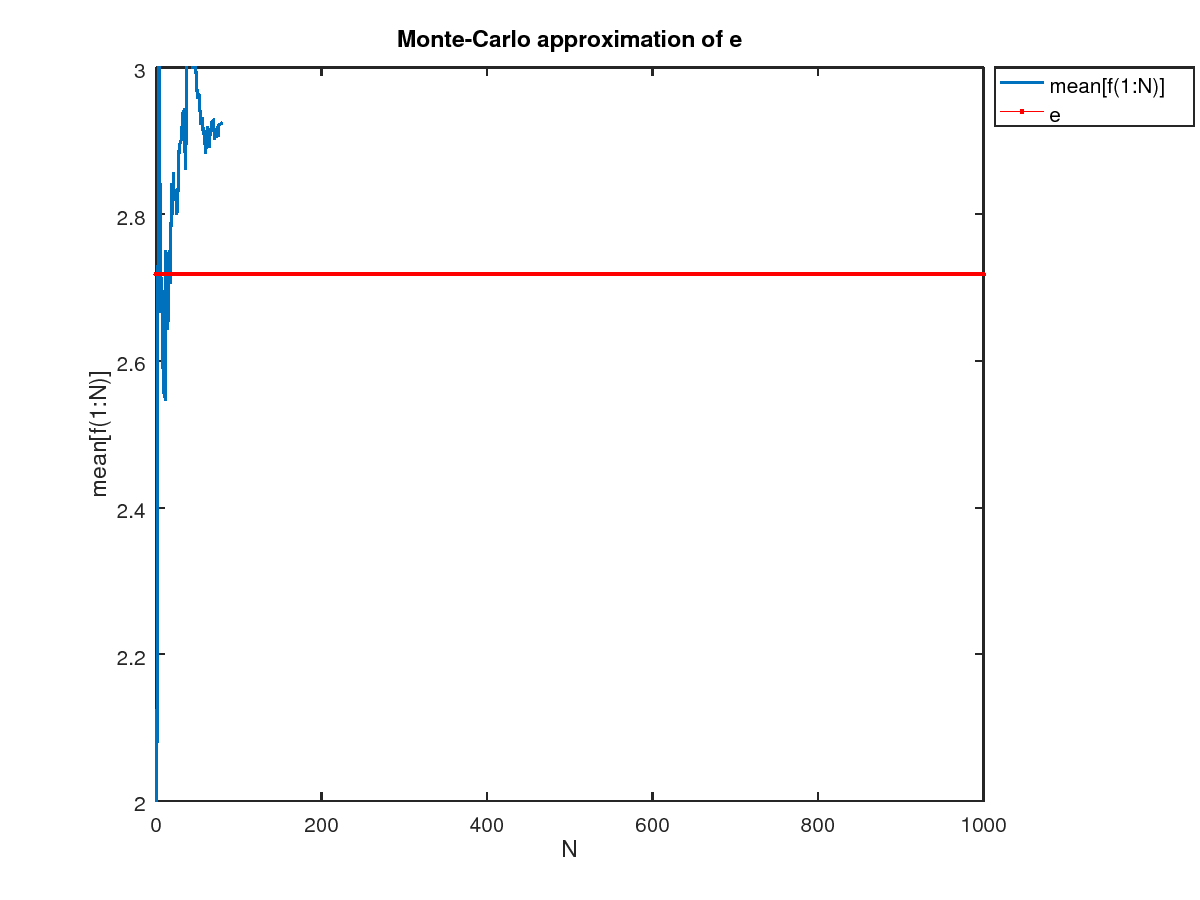 Monte-Carlo approximation of e
mean[f(1:N)]
e
3
2.8
2.6
2.4
2.2
2
mean[f(1:N)]
0 200 400 600 800 1000
N